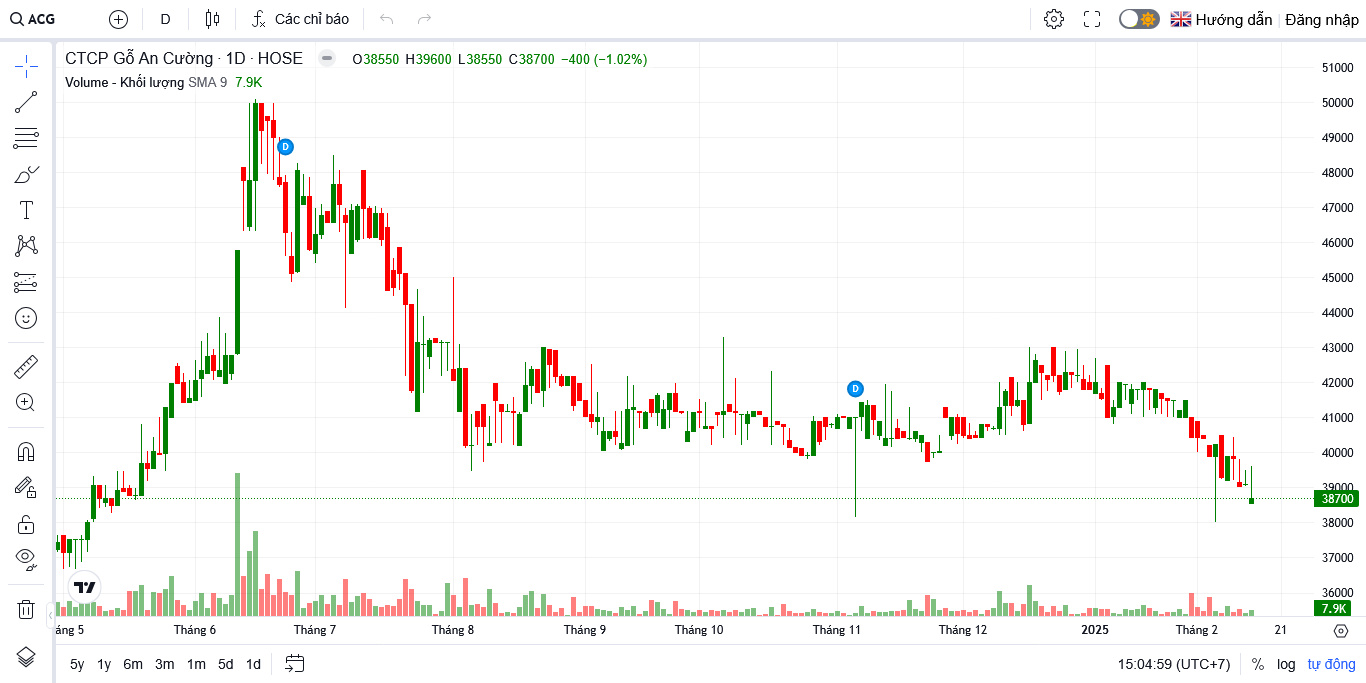 ACG D Các chỉ báo Hướng dẫn Đăng nhập
CTCP Gỗ An Cường · 1D · HOSE O38550 H39600 L38550 C38700 −400 (−1.02%)
Volume - Khối lượng SMA 9 7.9K
51000
50000
49000
48000
47000
46000
45000
44000
43000
42000
41000
40000
39000
38700
38000
37000
36000
7.9K
D
D
áng 5 Tháng 6 Tháng 7 Tháng 8 Tháng 9 Tháng 10 Tháng 11 Tháng 12 2025 Tháng 2 21
5y 1y 6m 3m 1m 5d 1d 15:04:59 (UTC+7) % log tự động